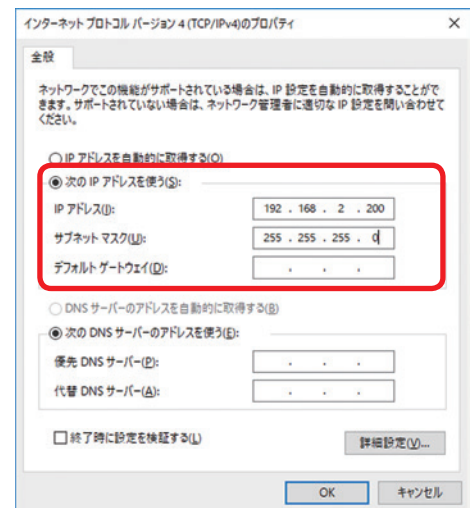 インターネット プロトコル バージョン 4 (TCP/IPv4)のプロパティ
全般
ネットワークでこの機能がサポートされている場合は、IP 設定を自動的に取得することがで
きます。サポートされていない場合は、ネットワーク管理者に適切な IP 設定を問い合わせて
ください。
IP アドレスを自動的に取得する(O)
次の IP アドレスを使う(S):
IP アドレス(I): 192 . 168 . 2 . 200
サブネット マスク(U): 255 . 255 . 255 . 0
デフォルト ゲートウェイ(D): . . .
DNS サーバーのアドレスを自動的に取得する(B)
次の DNS サーバーのアドレスを使う(E):
優先 DNS サーバー(P): . . .
代替 DNS サーバー(A): . . .
終了時に設定を検証する(L)
詳細設定(V)...
OK キャンセル